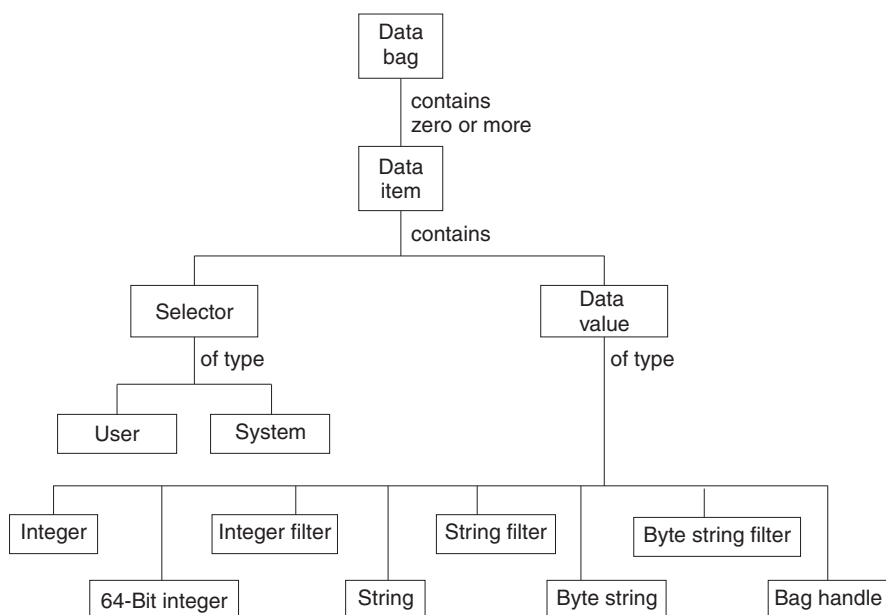 Data
bag
contains
zero or more
Data
item
contains
Selector
Data
value
of type
of type
User
System
Integer
Integer filter
String filter
Byte string filter
64-Bit integer
String
Byte string
Bag handle